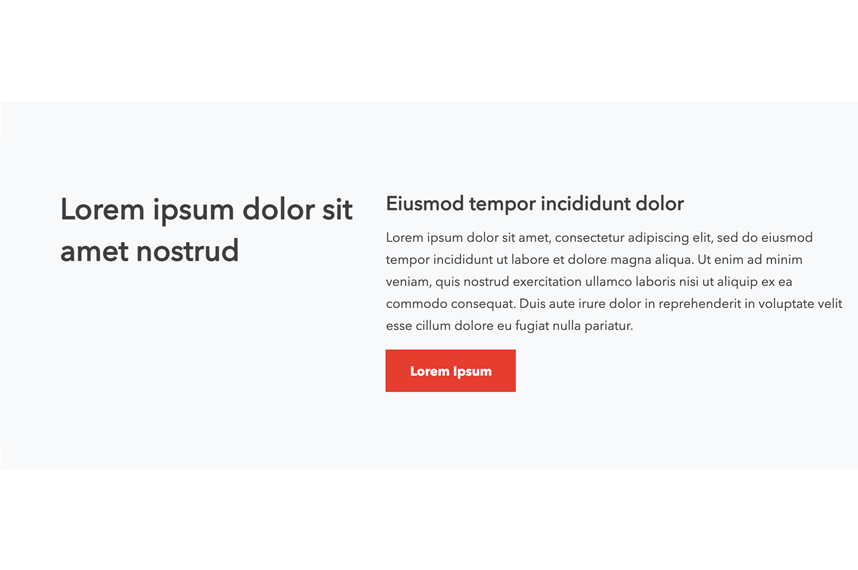 Lorem ipsum dolor sit
amet nostrud
Eiusmod tempor incididunt dolor
Lorem ipsum dolor sit amet, consectetur adipiscing elit, sed do eiusmod
tempor incididunt ut labore et dolore magna aliqua. Ut enim ad minim
veniam, quis nostrud exercitation ullamco laboris nisi ut aliquip ex ea
commodo consequat. Duis aute irure dolor in reprehenderit in voluptate velit
esse cillum dolore eu fugiat nulla pariatur.
Lorem Ipsum